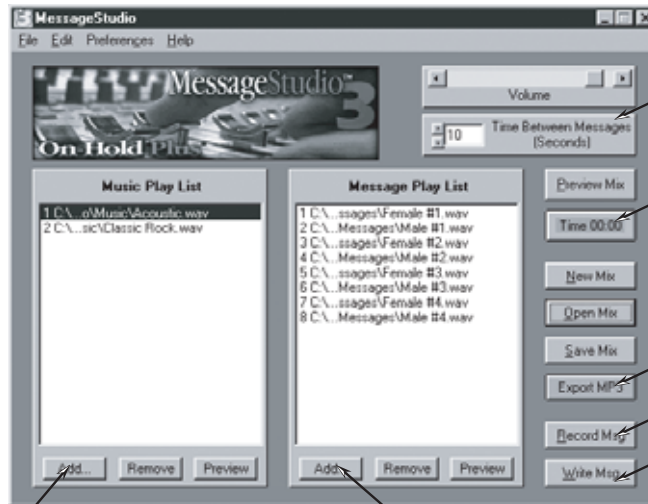 MessageStudio
File Edit Preferences Help
MessageStudio™
3
On-Hold Plus
Volume
10 Time Between Messages
(Seconds)
Music Play List
1 C:\...o\Music\Acoustic.wav
2 C:\...sic\Classic Rock.wav
Add... Remove Preview
Message Play List
1 C:\...ssages\Female #1.wav
2 C:\...Messages\Male #1.wav
3 C:\...ssages\Female #2.wav
4 C:\...Messages\Male #2.wav
5 C:\...ssages\Female #3.wav
6 C:\...Messages\Male #3.wav
7 C:\...ssages\Female #4.wav
8 C:\...Messages\Male #4.wav
Add... Remove Preview
Preview Mix
Time 00:00
New Mix
Open Mix
Save Mix
Export MP3
Record Msg
Write Msg